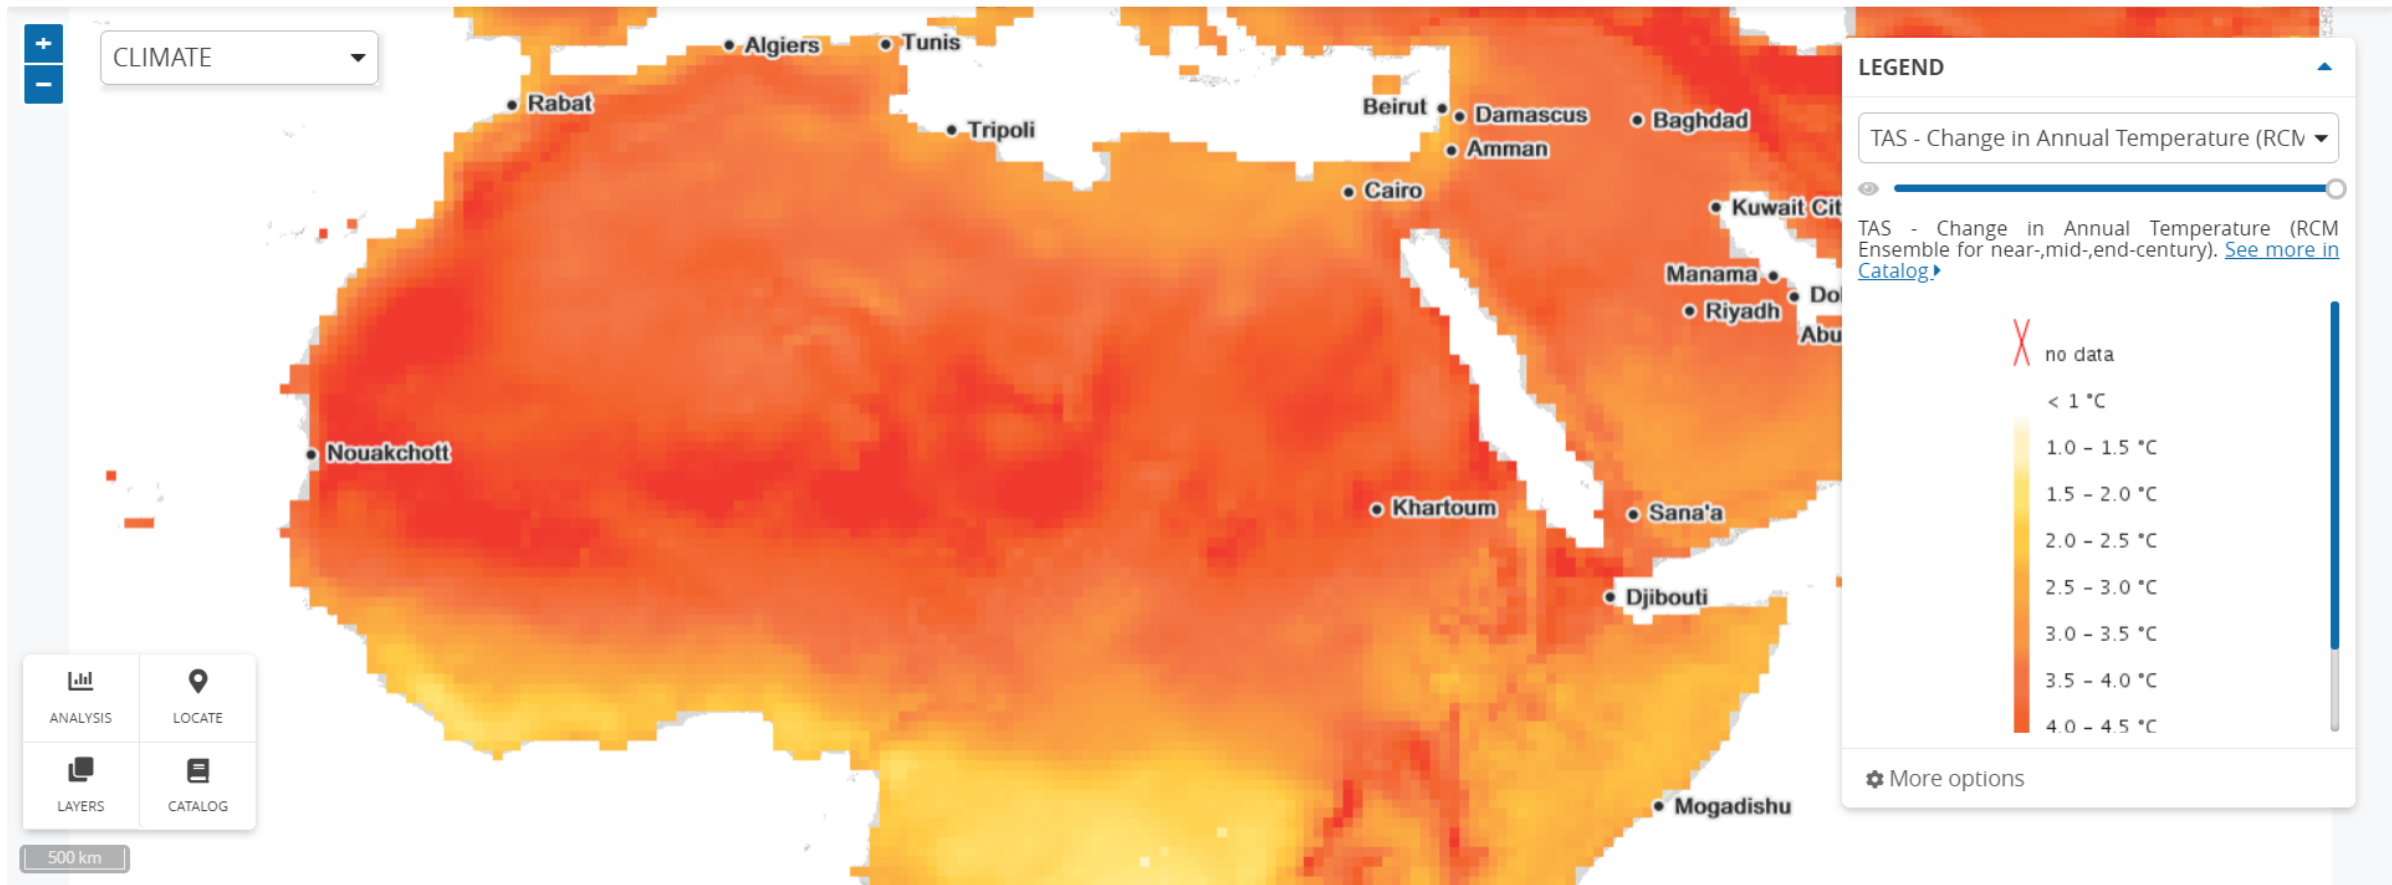 +
−
CLIMATE
Algiers
Tunis
Rabat
Tripoli
Beirut
Damascus
Baghdad
Amman
Cairo
Kuwait Cit
Manama
Do
Riyadh
Abu
Nouakchott
Khartoum
Sana'a
Djibouti
Mogadishu
LEGEND
TAS - Change in Annual Temperature (RCM
TAS - Change in Annual Temperature (RCM
Ensemble for near-,mid-,end-century). See more in
Catalog
no data
< 1 °C
1.0 – 1.5 °C
1.5 – 2.0 °C
2.0 – 2.5 °C
2.5 – 3.0 °C
3.0 – 3.5 °C
3.5 – 4.0 °C
4.0 – 4.5 °C
More options
ANALYSIS
LOCATE
LAYERS
CATALOG
500 km